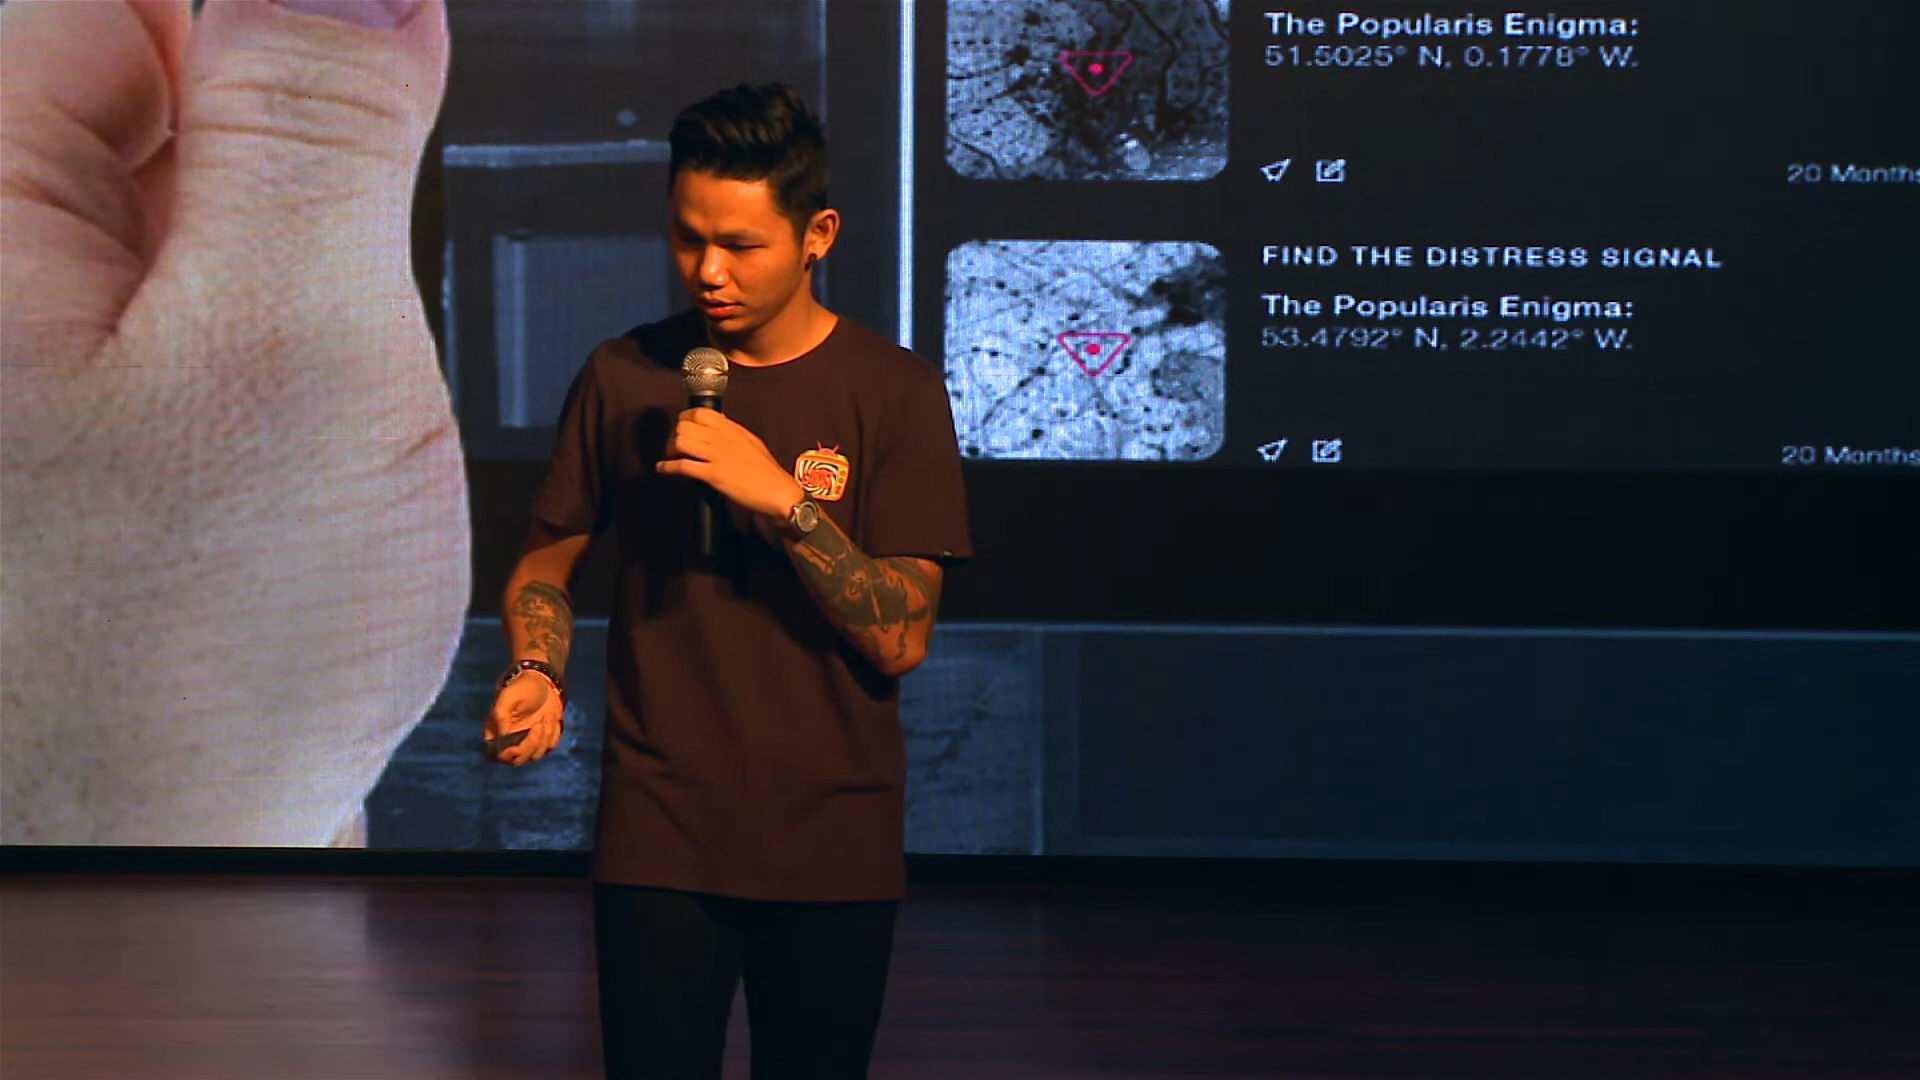 The Popularis Enigma:
51.5025° N, 0.1778° W.
20 Months
FIND THE DISTRESS SIGNAL
The Popularis Enigma:
53.4792° N, 2.2442° W.
20 Months